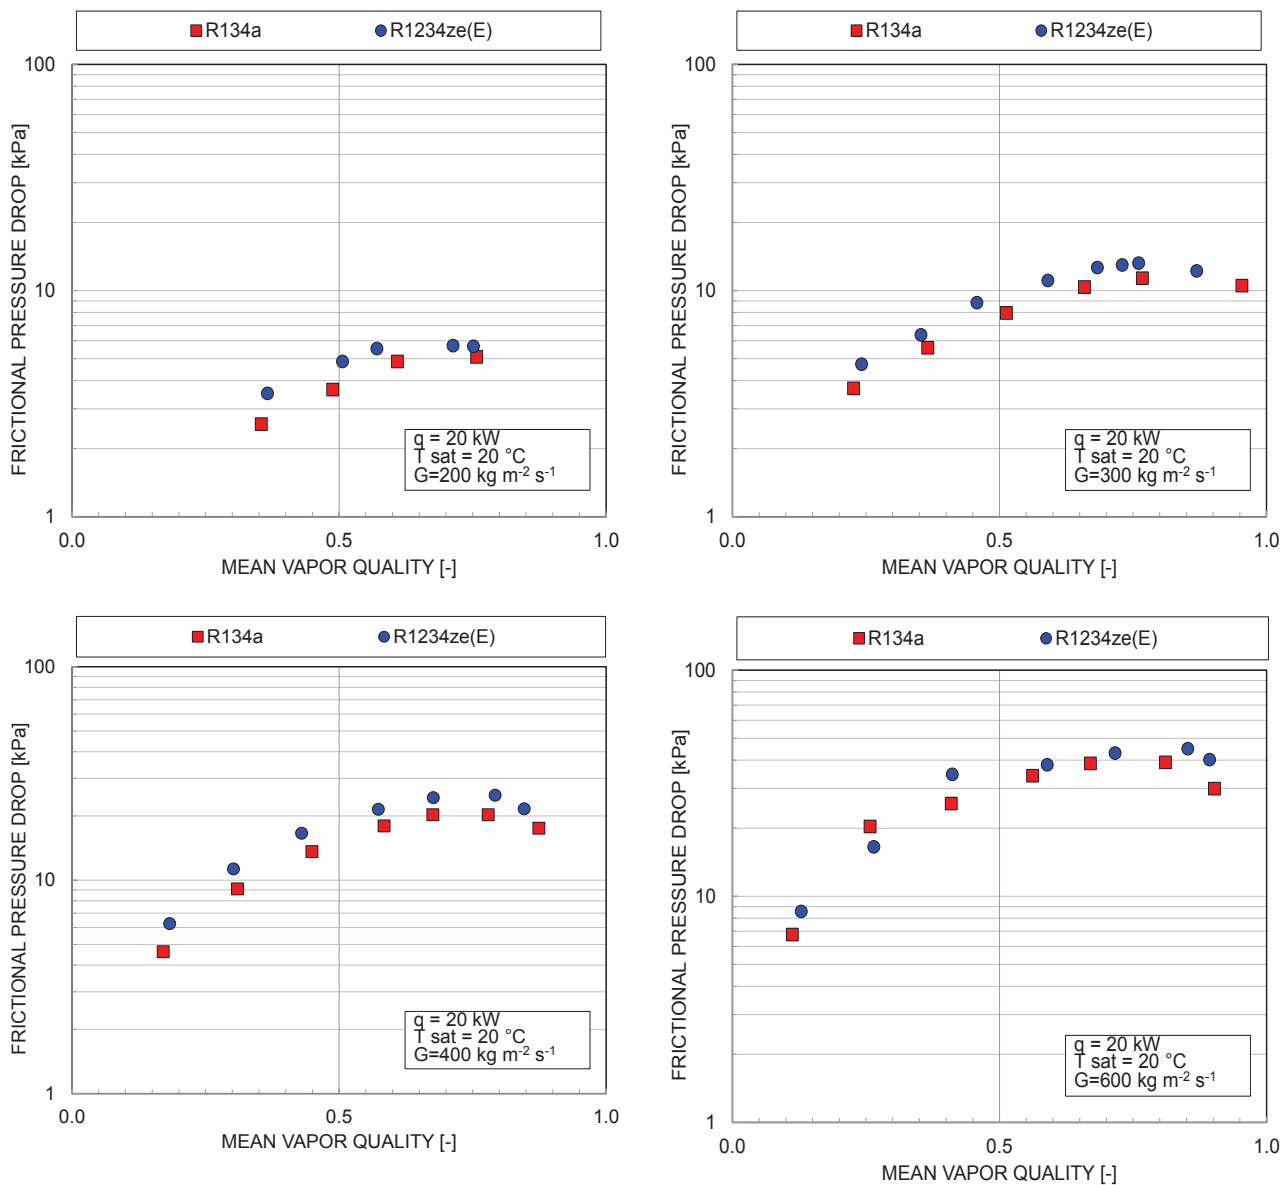 R134a
R1234ze(E)
100
10
1
FRICTIONAL PRESSURE DROP [kPa]
q = 20 kW
T sat = 20 °C
G=200 kg m-2 s-1
0.0
0.5
1.0
MEAN VAPOR QUALITY [-]
R134a
R1234ze(E)
100
10
1
FRICTIONAL PRESSURE DROP [kPa]
q = 20 kW
T sat = 20 °C
G=300 kg m-2 s-1
0.0
0.5
1.0
MEAN VAPOR QUALITY [-]
R134a
R1234ze(E)
100
10
1
FRICTIONAL PRESSURE DROP [kPa]
q = 20 kW
T sat = 20 °C
G=400 kg m-2 s-1
0.0
0.5
1.0
MEAN VAPOR QUALITY [-]
R134a
R1234ze(E)
100
10
1
FRICTIONAL PRESSURE DROP [kPa]
q = 20 kW
T sat = 20 °C
G=600 kg m-2 s-1
0.0
0.5
1.0
MEAN VAPOR QUALITY [-]